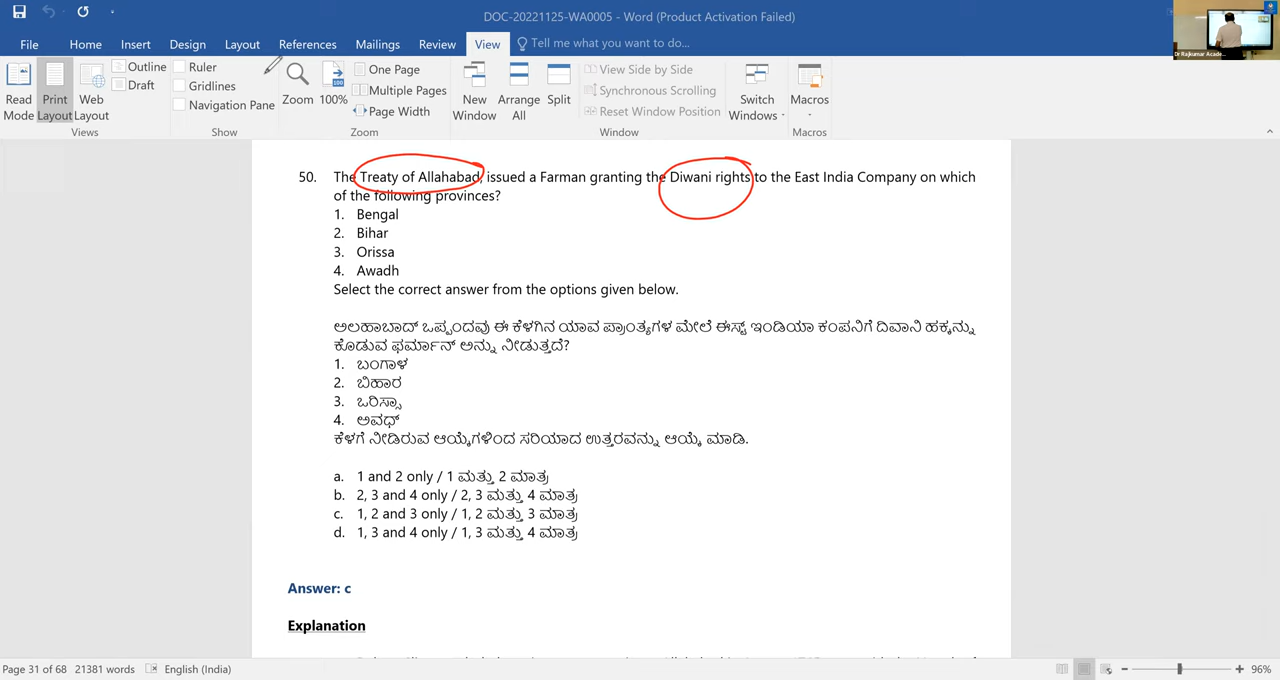 DOC-20221125-WA0005 - Word (Product Activation Failed)
File Home Insert Design Layout References Mailings Review View Tell me what you want to do...
Read Mode
Print Layout
Web Layout
Outline
Draft
Views
Ruler
Gridlines
Navigation Pane
Show
Zoom
100%
One Page
Multiple Pages
Page Width
Zoom
New Window
Arrange All
Split
View Side by Side
Synchronous Scrolling
Reset Window Position
Window
Switch Windows
Macros
Macros
Dr Rajkumar Acade...
50. The Treaty of Allahabad, issued a Farman granting the Diwani rights to the East India Company on which
of the following provinces?
1. Bengal
2. Bihar
3. Orissa
4. Awadh
Select the correct answer from the options given below.
ಅಲಹಾಬಾದ್ ಒಪ್ಪಂದವು ಈ ಕೆಳಗಿನ ಯಾವ ಪ್ರಾಂತ್ಯಗಳ ಮೇಲೆ ಈಸ್ಟ್ ಇಂಡಿಯಾ ಕಂಪನಿಗೆ ದಿವಾನಿ ಹಕ್ಕನ್ನು
ಕೊಡುವ ಫರ್ಮಾನ್ ಅನ್ನು ನೀಡುತ್ತದೆ?
1. ಬಂಗಾಳ
2. ಬಿಹಾರ
3. ಒರಿಸ್ಸಾ
4. ಅವಧ್
ಕೆಳಗೆ ನೀಡಿರುವ ಆಯ್ಕೆಗಳಿಂದ ಸರಿಯಾದ ಉತ್ತರವನ್ನು ಆಯ್ಕೆ ಮಾಡಿ.
a. 1 and 2 only / 1 ಮತ್ತು 2 ಮಾತ್ರ
b. 2, 3 and 4 only / 2, 3 ಮತ್ತು 4 ಮಾತ್ರ
c. 1, 2 and 3 only / 1, 2 ಮತ್ತು 3 ಮಾತ್ರ
d. 1, 3 and 4 only / 1, 3 ಮತ್ತು 4 ಮಾತ್ರ
Answer: c
Explanation
Page 31 of 68 21381 words English (India) 96%